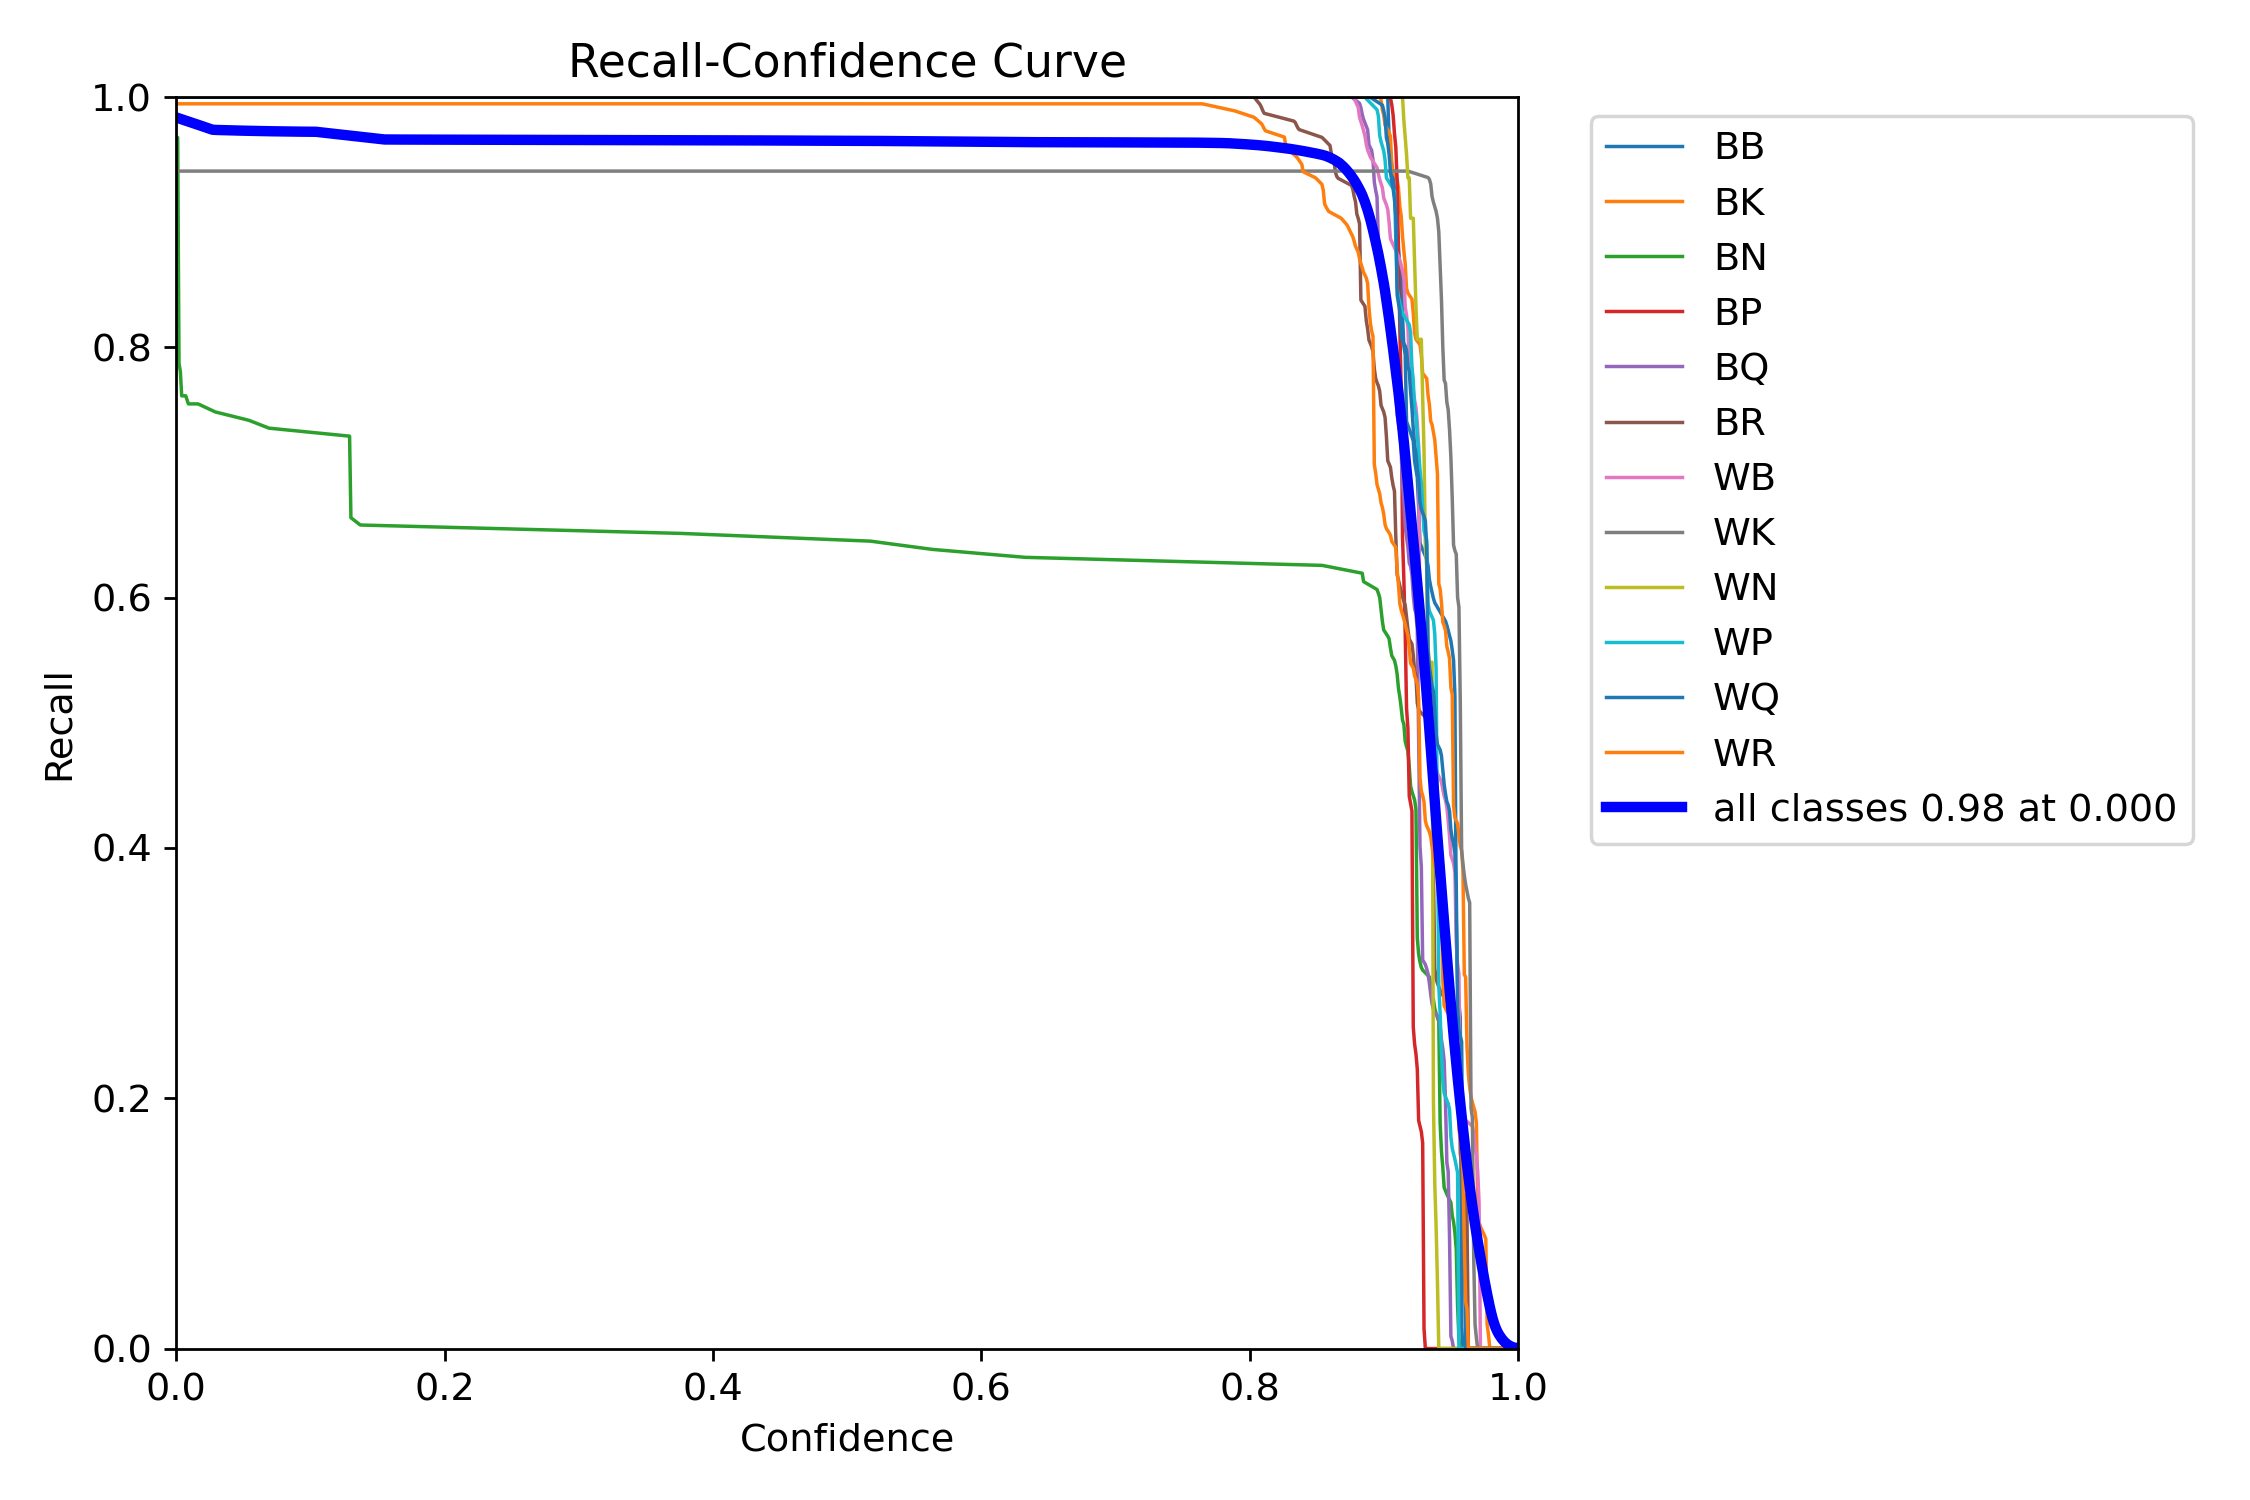 Recall-Confidence Curve
1.0
0.8
0.6
0.4
0.2
0.0
Recall
0.0 0.2 0.4 0.6 0.8 1.0
Confidence
BB
BK
BN
BP
BQ
BR
WB
WK
WN
WP
WQ
WR
all classes 0.98 at 0.000